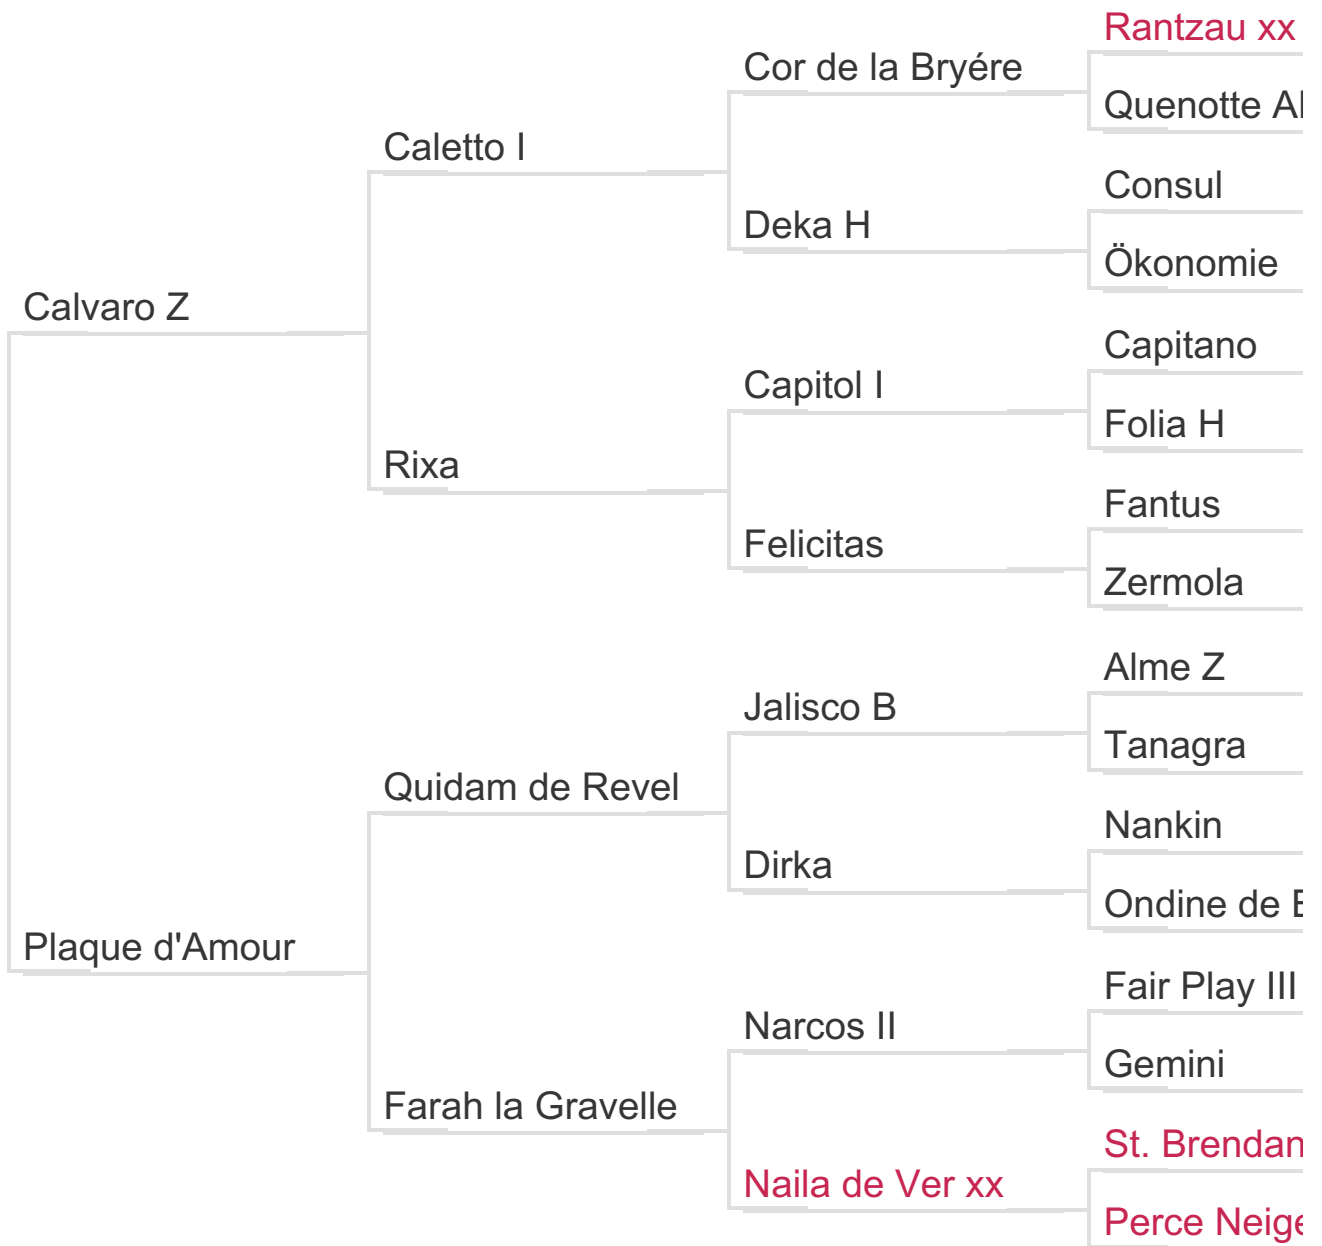 Rantzau xx
Cor de la Bryére
Quenotte
Caletto I
Consul
Deka H
Ökonomie
Calvaro Z
Capitano
Capitol I
Folia H
Rixa
Fantus
Felicitas
Zermola
Alme Z
Jalisco B
Tanagra
Quidam de Revel
Nankin
Dirka
Ondine de
Plaque d'Amour
Fair Play III
Narcos II
Gemini
Farah la Gravelle
St. Brendan
Naila de Ver xx
Perce Neige